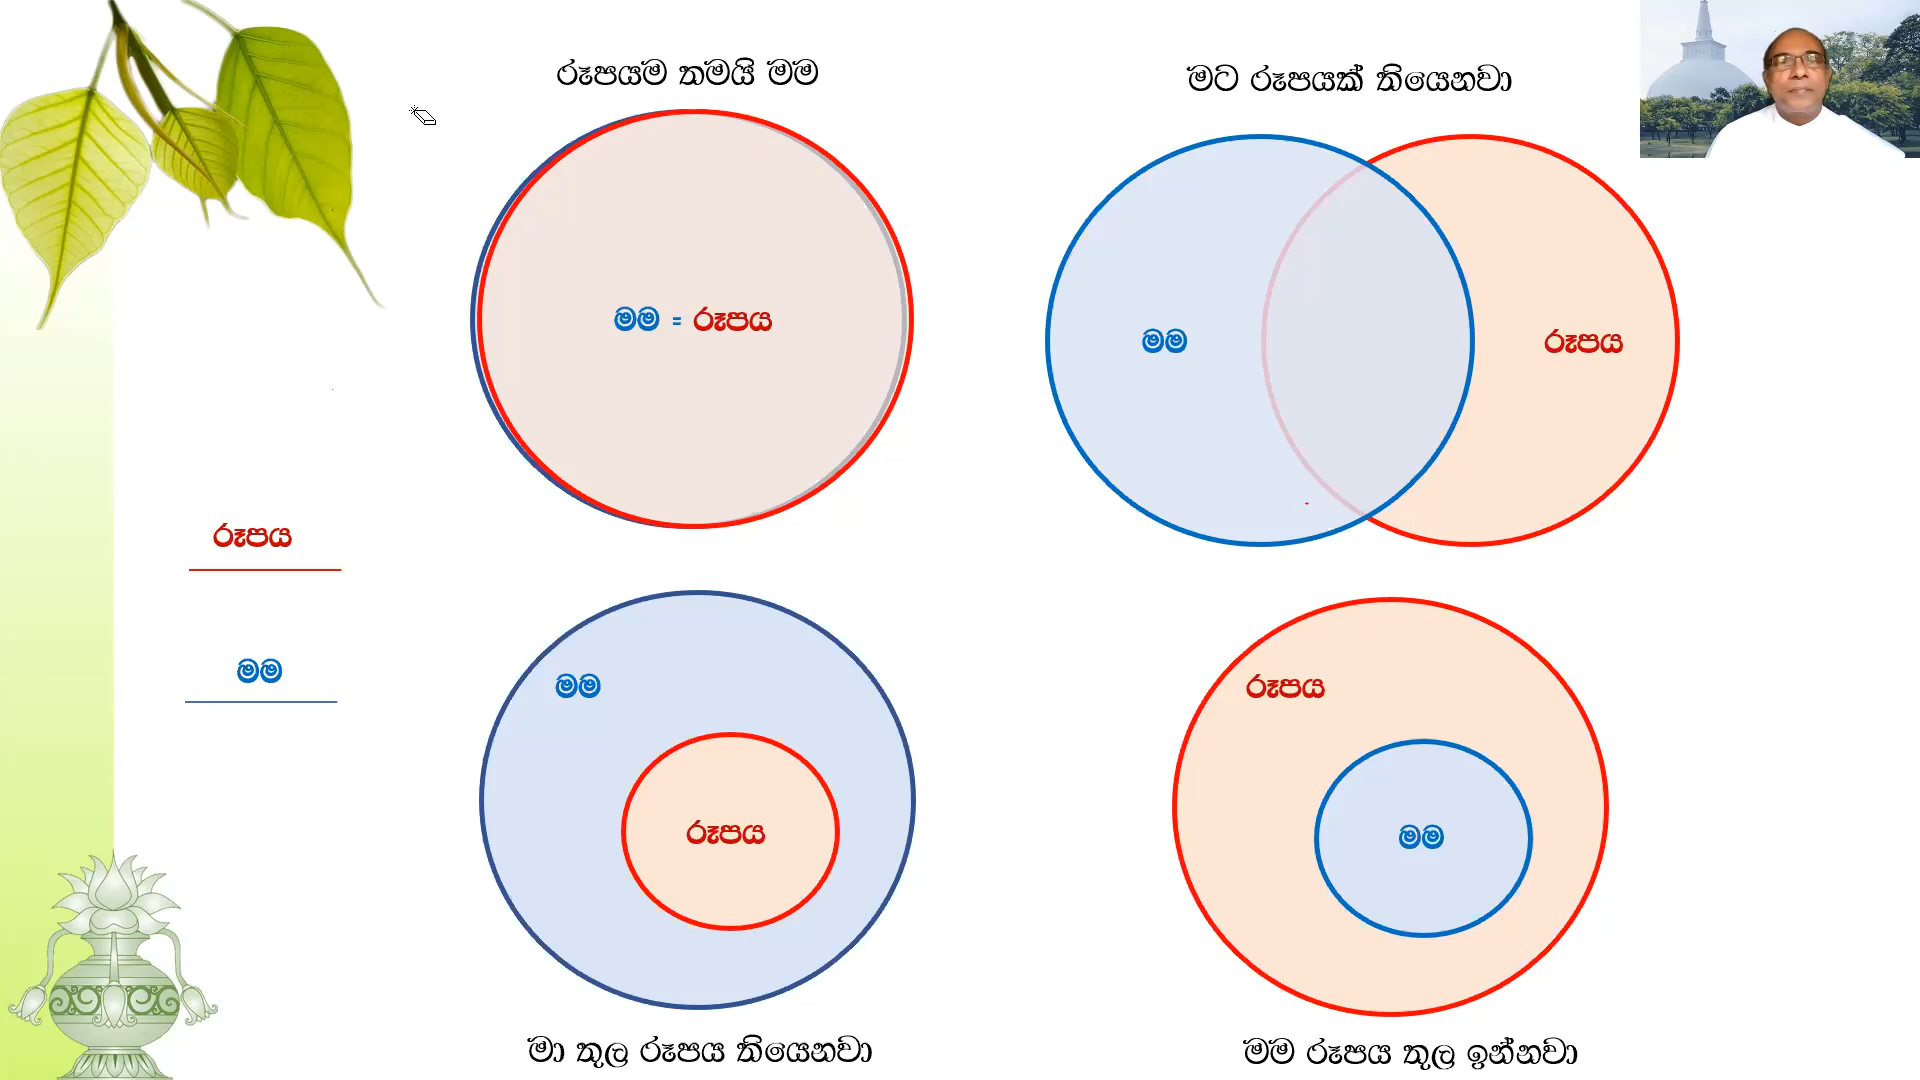 රූපයම තමයි මම
මට රූපයක් තියෙනවා
මම = රූපය
මම
රූපය
රූපය
මම
මම
රූපය
මා තුල රූපය තියෙනවා
රූපය
මම
මම රූපය තුල ඉන්නවා